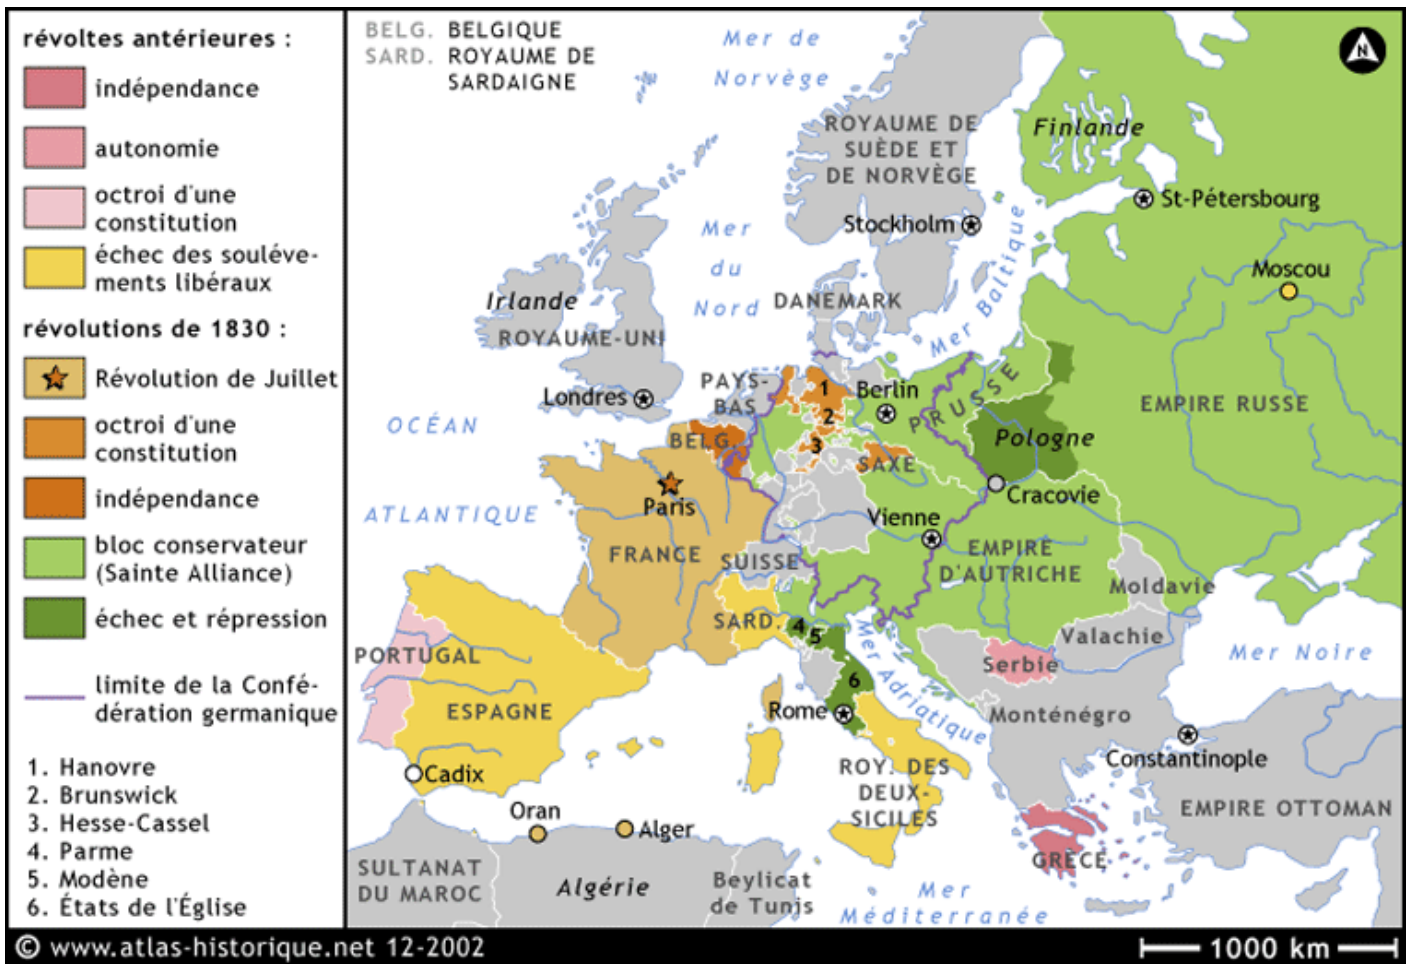 révoltes antérieures :
indépendance
autonomie
octroi d'une
constitution
échec des souléve-
ments libéraux
révolutions de 1830 :
Révolution de Juillet
octroi d'une
constitution
indépendance
bloc conservateur
(Sainte Alliance)
échec et répression
limite de la Confé-
dération germanique
1. Hanovre
2. Brunswick
3. Hesse-Cassel
4. Parme
5. Modène
6. États de l'Église
BELG. BELGIQUE
SARD. ROYAUME DE
SARDAIGNE
Mer de
Norvège
N
ROYAUME DE
SUÈDE ET
DE NORVÈGE
Finlande
St-Pétersbourg
Stockholm
Mer
du
Nord
Mer Baltique
Moscou
Irlande
ROYAUME-UNI
DANEMARK
Londres
PAYS-
BAS
1
Berlin
2
PRUSSE
EMPIRE RUSSE
OCÉAN
ATLANTIQUE
BELG.
3
SAXE
Pologne
Cracovie
Paris
Vienne
FRANCE
SUISSE
EMPIRE
D'AUTRICHE
Moldavie
SARD.
4
5
Valachie
Mer Adriatique
Mer Noire
PORTUGAL
Serbie
6
ESPAGNE
Rome
Monténégro
Constantinople
Cadix
ROY. DES
DEUX-
SICILES
EMPIRE OTTOMAN
Oran
Alger
GRÈCE
SULTANAT
DU MAROC
Algérie
Beylicat
de Tunis
Mer
Méditerranée
© www.atlas-historique.net 12-2002
1000 km